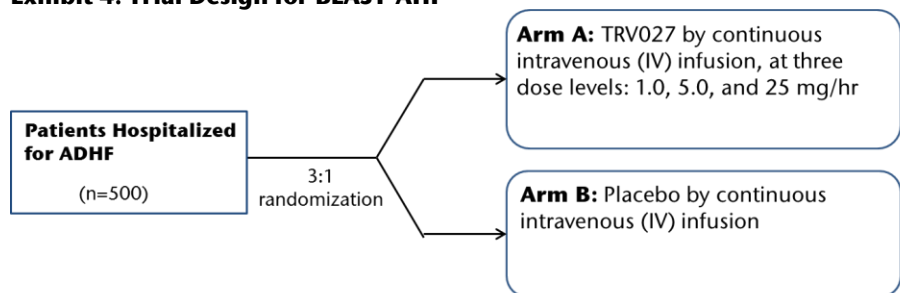 Exhibit 4: Trial Design for BLAST-AHF
Patients Hospitalized
for ADHF
(n=500)
3:1
randomization
Arm A: TRV027 by continuous
intravenous (IV) infusion, at three
dose levels: 1.0, 5.0, and 25 mg/hr
Arm B: Placebo by continuous
intravenous (IV) infusion